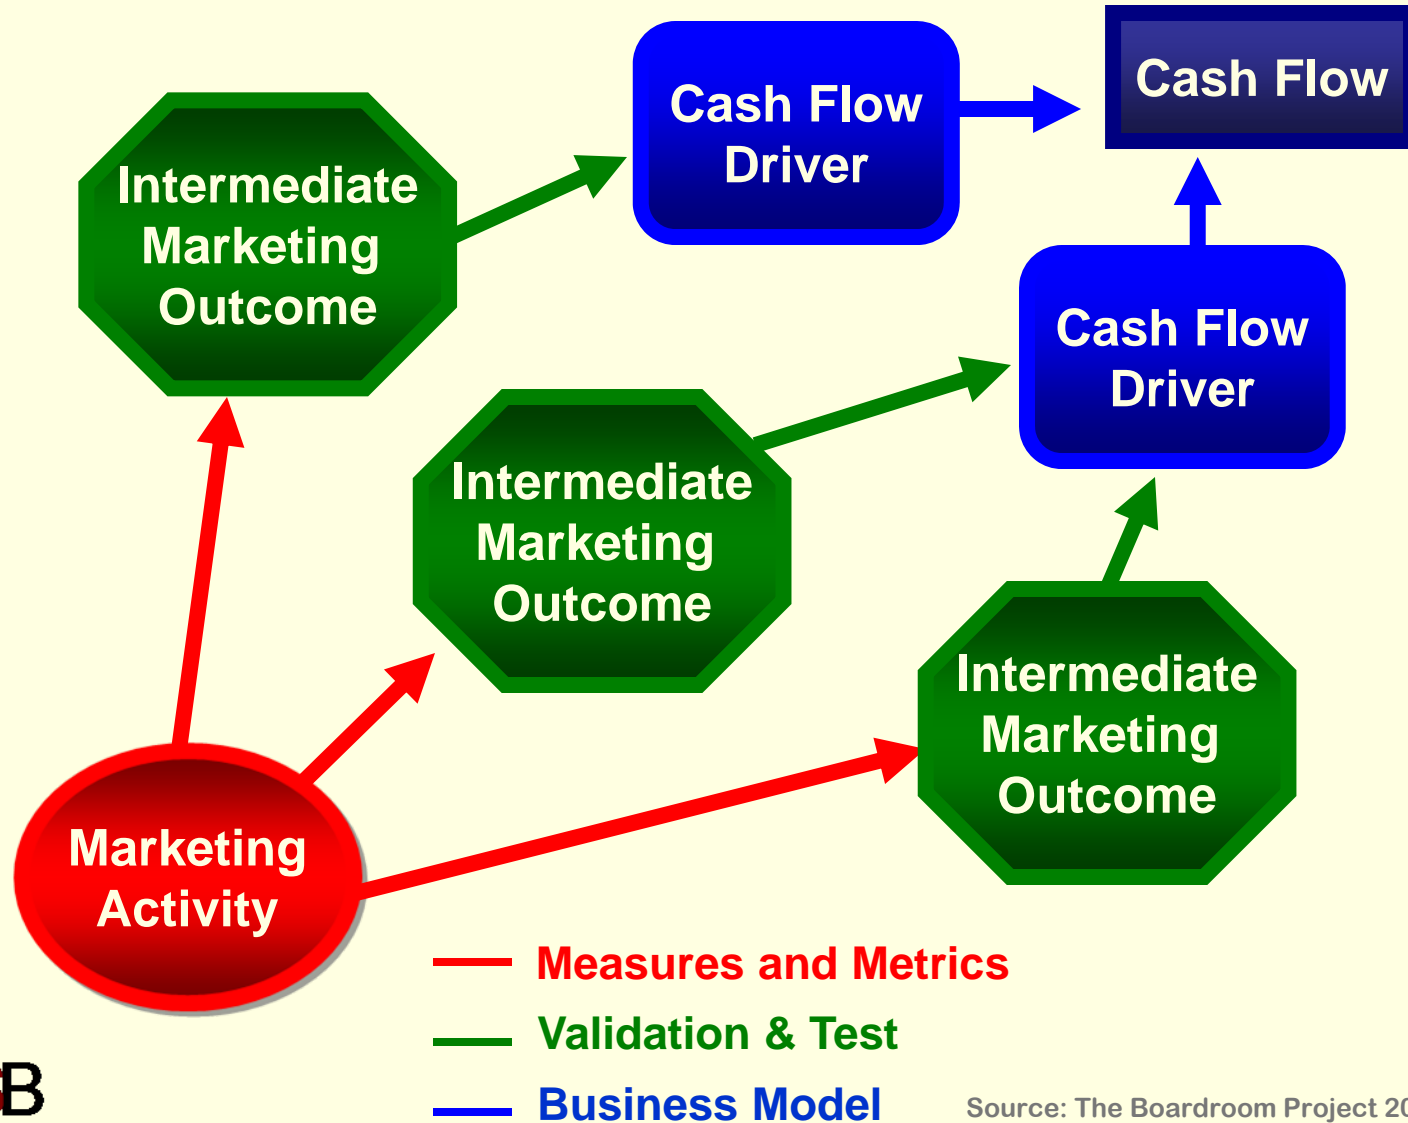 Cash Flow
Cash Flow
Driver
Intermediate
Marketing
Outcome
Cash Flow
Driver
Intermediate
Marketing
Outcome
Intermediate
Marketing
Outcome
Marketing
Activity
Measures and Metrics
Validation & Test
Business Model
B
Source: The Boardroom Project